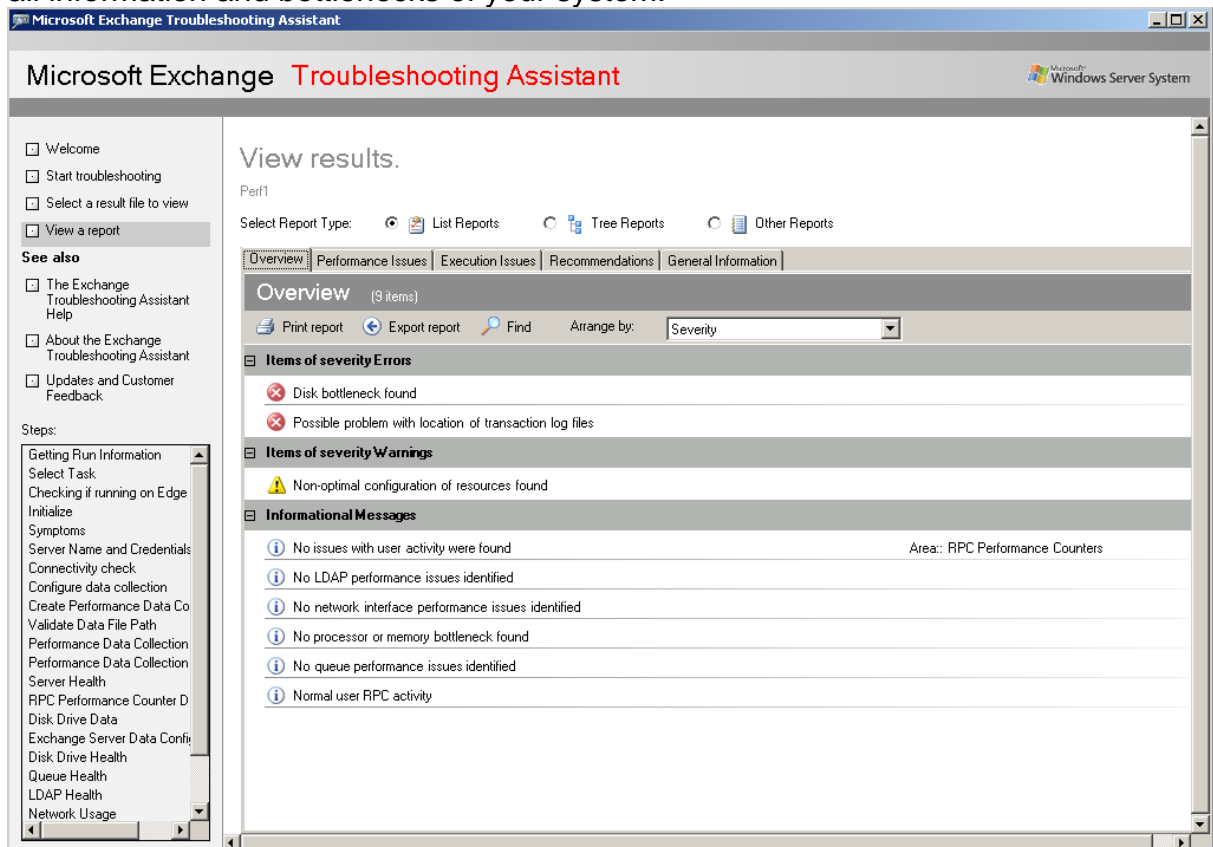 all information and bottlenecks of your system.
Microsoft Exchange Troubleshooting Assistant
Microsoft Exchange Troubleshooting Assistant
Microsoft
Windows Server System
Welcome
Start troubleshooting
Select a result file to view
View a report
See also
The Exchange
Troubleshooting Assistant
Help
About the Exchange
Troubleshooting Assistant
Updates and Customer
Feedback
Steps:
Getting Run Information
Select Task
Checking if running on Edge
Initialize
Symptoms
Server Name and Credentials
Connectivity check
Configure data collection
Create Performance Data Co
Validate Data File Path
Performance Data Collection
Performance Data Collection
Server Health
RPC Performance Counter D
Disk Drive Data
Exchange Server Data Config
Disk Drive Health
Queue Health
LDAP Health
Network Usage
View results.
Perf1
Select Report Type: List Reports Tree Reports Other Reports
Overview Performance Issues Execution Issues Recommendations General Information
Overview (9 items)
Print report Export report Find Arrange by: Severity
Items of severity Errors
Disk bottleneck found
Possible problem with location of transaction log files
Items of severity Warnings
Non-optimal configuration of resources found
Informational Messages
No issues with user activity were found Area:: RPC Performance Counters
No LDAP performance issues identified
No network interface performance issues identified
No processor or memory bottleneck found
No queue performance issues identified
Normal user RPC activity